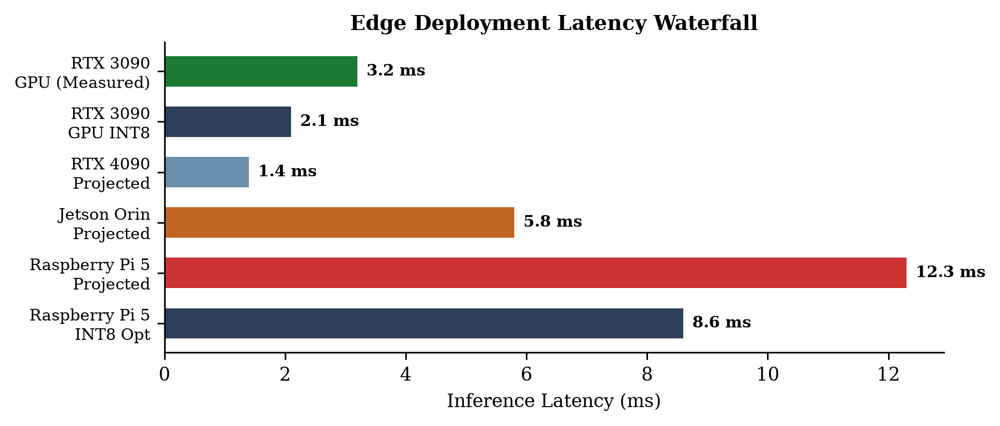 Edge Deployment Latency Waterfall
RTX 3090
GPU (Measured)
3.2 ms
RTX 3090
GPU INT8
2.1 ms
RTX 4090
Projected
1.4 ms
Jetson Orin
Projected
5.8 ms
Raspberry Pi 5
Projected
12.3 ms
Raspberry Pi 5
INT8 Opt
8.6 ms
0 2 4 6 8 10 12
Inference Latency (ms)